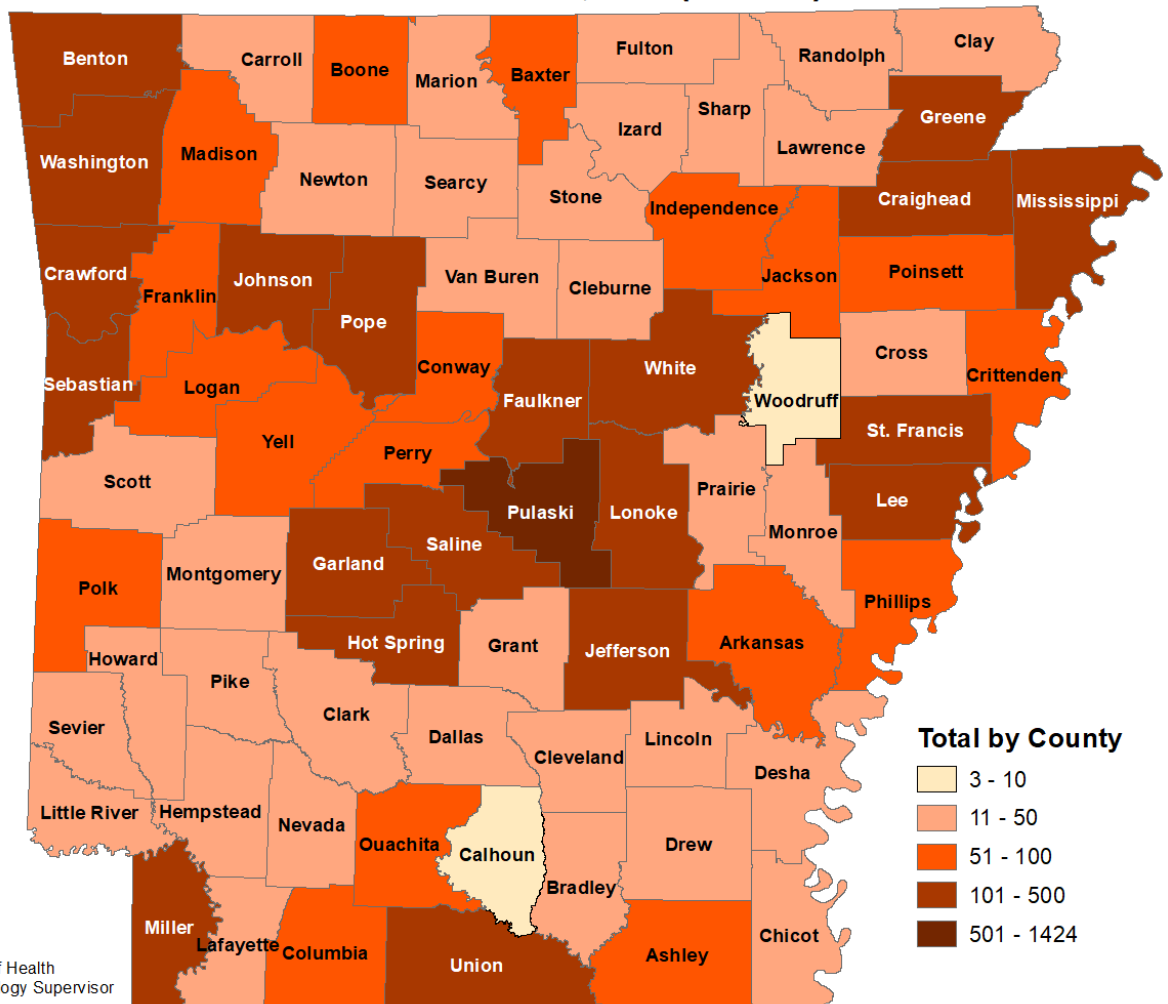 Benton
Carroll
Boone
Marion
Baxter
Fulton
Randolph
Clay
Sharp
Izard
Greene
Lawrence
Washington
Madison
Newton
Searcy
Stone
Independence
Craighead
Mississippi
Crawford
Franklin
Johnson
Pope
Van Buren
Cleburne
Jackson
Poinsett
Sebastian
Logan
Conway
Faulkner
White
Woodruff
Cross
Crittenden
St. Francis
Yell
Perry
Scott
Pulaski
Lonoke
Prairie
Lee
Saline
Monroe
Garland
Montgomery
Polk
Phillips
Hot Spring
Grant
Jefferson
Arkansas
Howard
Pike
Sevier
Clark
Dallas
Cleveland
Lincoln
Desha
Little River
Hempstead
Nevada
Ouachita
Calhoun
Drew
Bradley
Miller
Lafayette
Columbia
Union
Ashley
Chicot
Total by County
3 - 10
11 - 50
51 - 100
101 - 500
501 - 1424
Health
ogy Supervisor